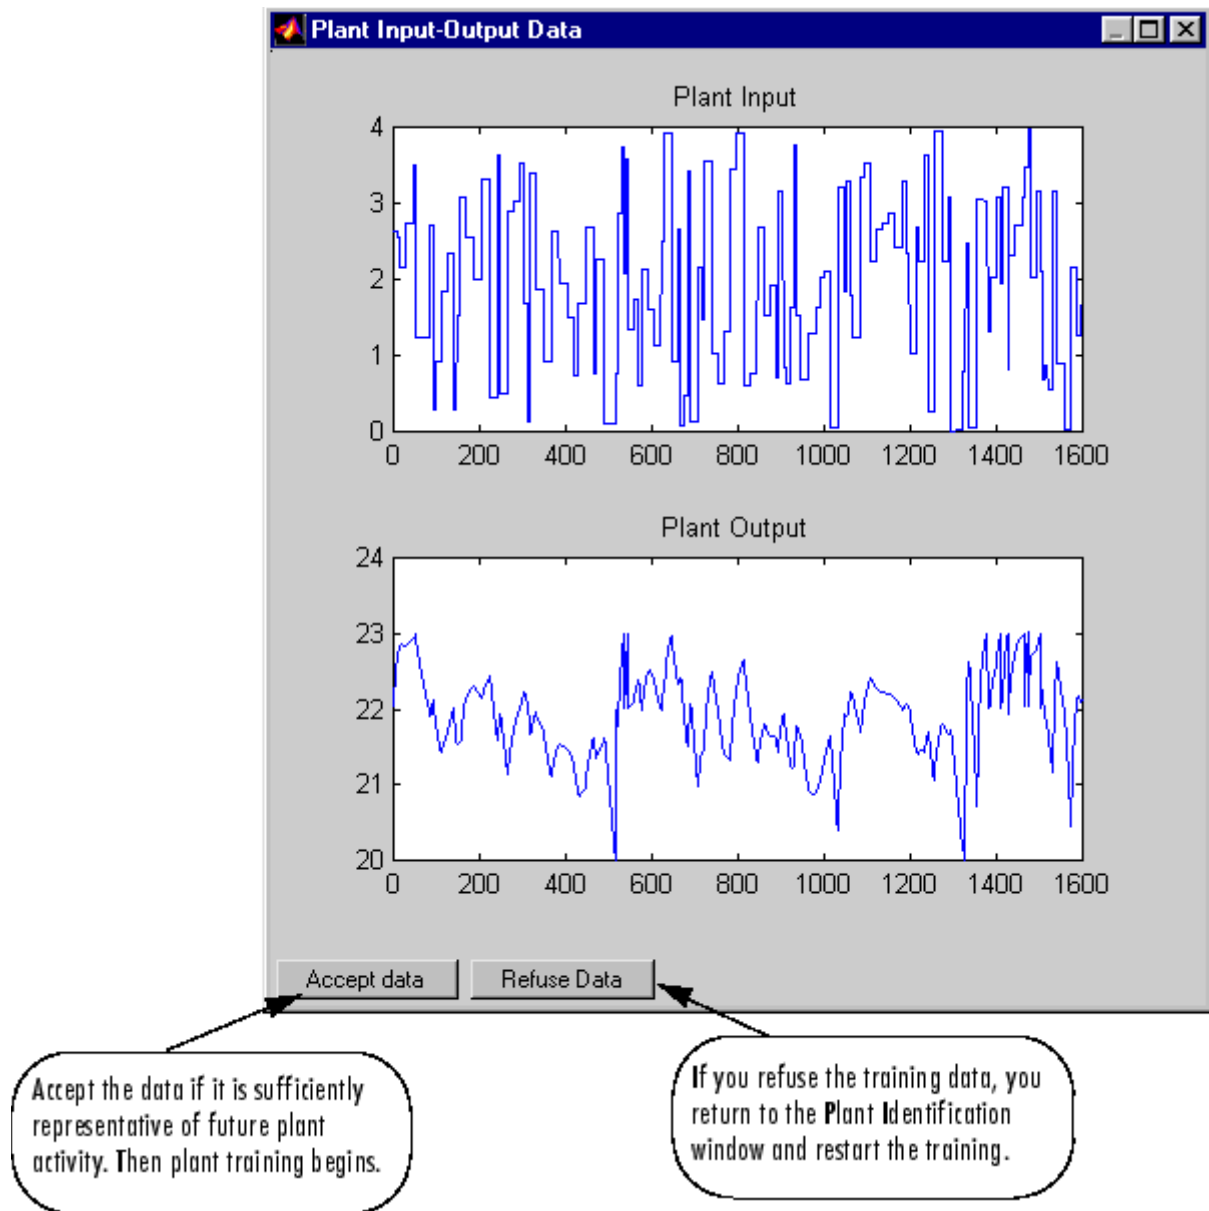 Plant Input-Output Data
Plant Input
4
3
2
1
0
0 200 400 600 800 1000 1200 1400 1600
Plant Output
24
23
22
21
20
0 200 400 600 800 1000 1200 1400 1600
Accept data Refuse Data
Accept the data if it is sufficiently
representative of future plant
activity. Then plant training begins.
If you refuse the training data, you
return to the Plant Identification
window and restart the training.